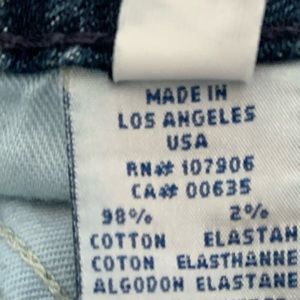 MADE IN
LOS ANGELES
USA
RN# 107906
CA# 00635
98% 2%
COTTON ELASTAN
COTON ELASTHANNE
ALGODON ELASTANE